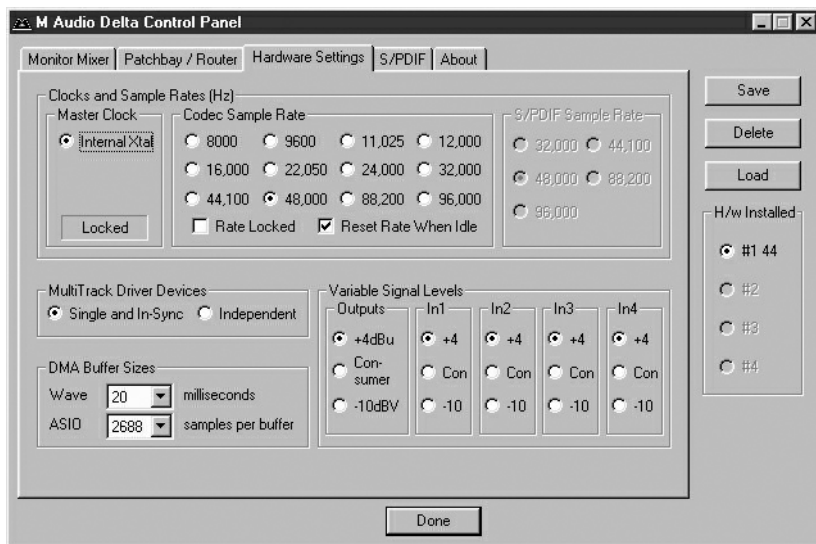 M Audio Delta Control Panel
Monitor Mixer Patchbay / Router Hardware Settings S/PDIF About
Clocks and Sample Rates (Hz)
Master Clock
Internal Xtal
Locked
Codec Sample Rate
8000 9600 11,025 12,000
16,000 22,050 24,000 32,000
44,100 48,000 88,200 96,000
Rate Locked Reset Rate When Idle
S/PDIF Sample Rate
32,000 44,100
48,000 88,200
96,000
MultiTrack Driver Devices
Single and In-Sync Independent
DMA Buffer Sizes
Wave 20 milliseconds
ASIO 2688 samples per buffer
Variable Signal Levels
Outputs
+4dBu
Con-
sumer
-10dBV
In1
+4
Con
-10
In2
+4
Con
-10
In3
+4
Con
-10
In4
+4
Con
-10
Save
Delete
Load
H/w Installed
#1 44
#2
#3
#4
Done